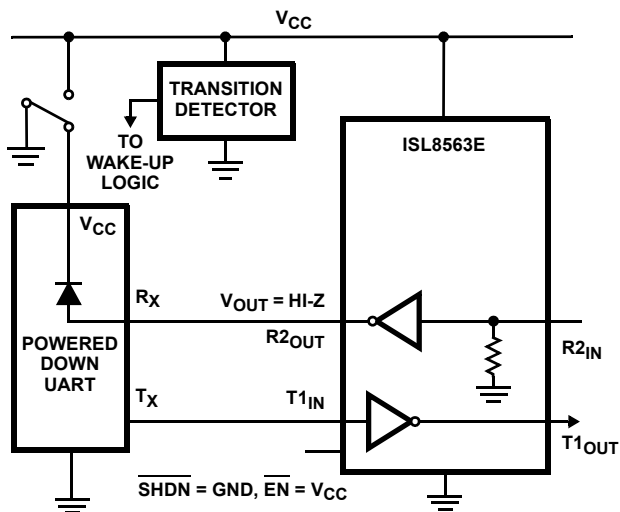 VCC
TRANSITION
DETECTOR
TO
WAKE-UP
LOGIC
ISL8563E
VCC
RX
VOUT = HI-Z
R2OUT
R2IN
POWERED
DOWN
UART
TX
T1IN
T1OUT
SHDN = GND, EN = VCC